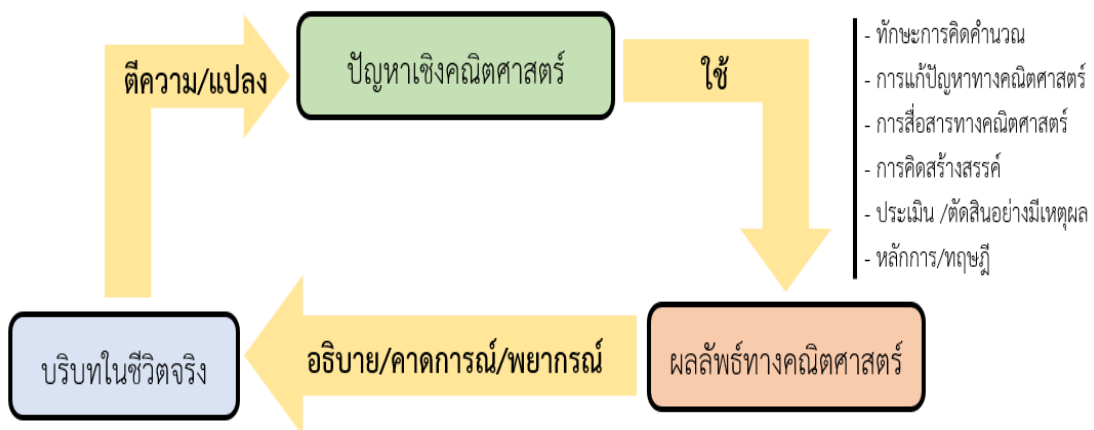 ตีความ/แปลง
ปัญหาเชิงคณิตศาสตร์
ใช้
- ทักษะการคิดคำนวณ
- การแก้ปัญหาทางคณิตศาสตร์
- การสื่อสารทางคณิตศาสตร์
- การคิดสร้างสรรค์
- ประเมิน /ตัดสินอย่างมีเหตุผล
- หลักการ/ทฤษฎี
บริบทในชีวิตจริง
อธิบาย/คาดการณ์/พยากรณ์
ผลลัพธ์ทางคณิตศาสตร์